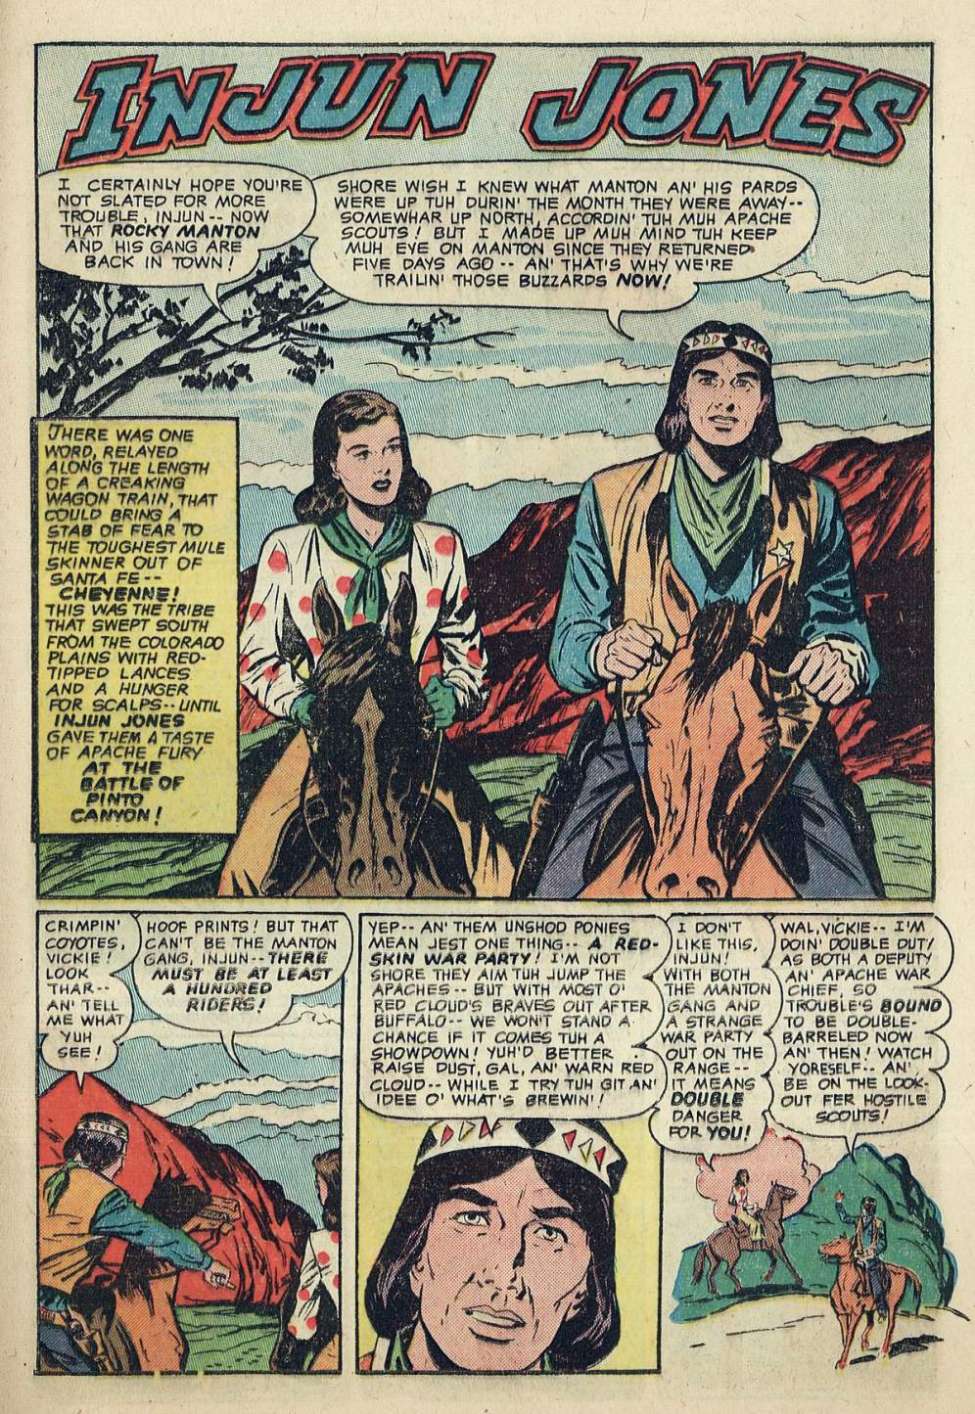 INJUN JONES
I CERTAINLY HOPE YOU'RE
NOT SLATED FOR MORE
TROUBLE, INJUN-- NOW
THAT ROCKY MANTON
AND HIS GANG ARE
BACK IN TOWN!
SHORE WISH I KNEW WHAT MANTON AN' HIS PARDS
WERE UP TUH DURIN' THE MONTH THEY WERE AWAY--
SOMEWHAR UP NORTH, ACCORDIN' TUH MUH APACHE
SCOUTS! BUT I MADE UP MUH MIND TUH KEEP
MUH EYE ON MANTON SINCE THEY RETURNED
FIVE DAYS AGO-- AN' THAT'S WHY WE'RE
TRAILIN' THOSE BUZZARDS NOW!
THERE WAS ONE
WORD, RELAYED
ALONG THE LENGTH
OF A CREAKING
WAGON TRAIN, THAT
COULD BRING A
STAB OF FEAR TO
THE TOUGHEST MULE
SKINNER OUT OF
SANTA FE--
CHEYENNE!
THIS WAS THE TRIBE
THAT SWEPT SOUTH
FROM THE COLORADO
PLAINS WITH RED-
TIPPED LANCES
AND A HUNGER
FOR SCALPS--UNTIL
INJUN JONES
GAVE THEM A TASTE
OF APACHE FURY
AT THE
BATTLE OF
PINTO
CANYON!
CRIMPIN'
COYOTES,
VICKIE!
LOOK
THAR--
AN' TELL
ME WHAT
YUH
SEE!
HOOF PRINTS! BUT THAT
CAN'T BE THE MANTON
GANG, INJUN--THERE
MUST BE AT LEAST
A HUNDRED
RIDERS!
YEP-- AN' THEM UNSHOD PONIES
MEAN JEST ONE THING-- A RED-
SKIN WAR PARTY! I'M NOT
SHORE THEY AIM TUH JUMP THE
APACHES-- BUT WITH MOST O'
RED CLOUD'S BRAVES OUT AFTER
BUFFALO-- WE WON'T STAND A
CHANCE IF IT COMES TUH A
SHOWDOWN! YUH'D BETTER
RAISE DUST, GAL, AN' WARN RED
CLOUD-- WHILE I TRY TUH GIT AN'
IDEE O' WHAT'S BREWIN'!
I DON'T
LIKE THIS,
INJUN!
WITH BOTH
THE MANTON
GANG AND
A STRANGE
WAR PARTY
OUT ON THE
RANGE--
IT MEANS
DOUBLE
DANGER
FOR YOU!
WAL, VICKIE-- I'M
DOIN' DOUBLE DUTY
AS BOTH A DEPUTY
AN' APACHE WAR
CHIEF, SO
TROUBLE'S BOUND
TO BE DOUBLE-
BARRELED NOW
AN' THEN! WATCH
YORESELF-- AN'
BE ON THE LOOK-
OUT FER HOSTILE
SCOUTS!